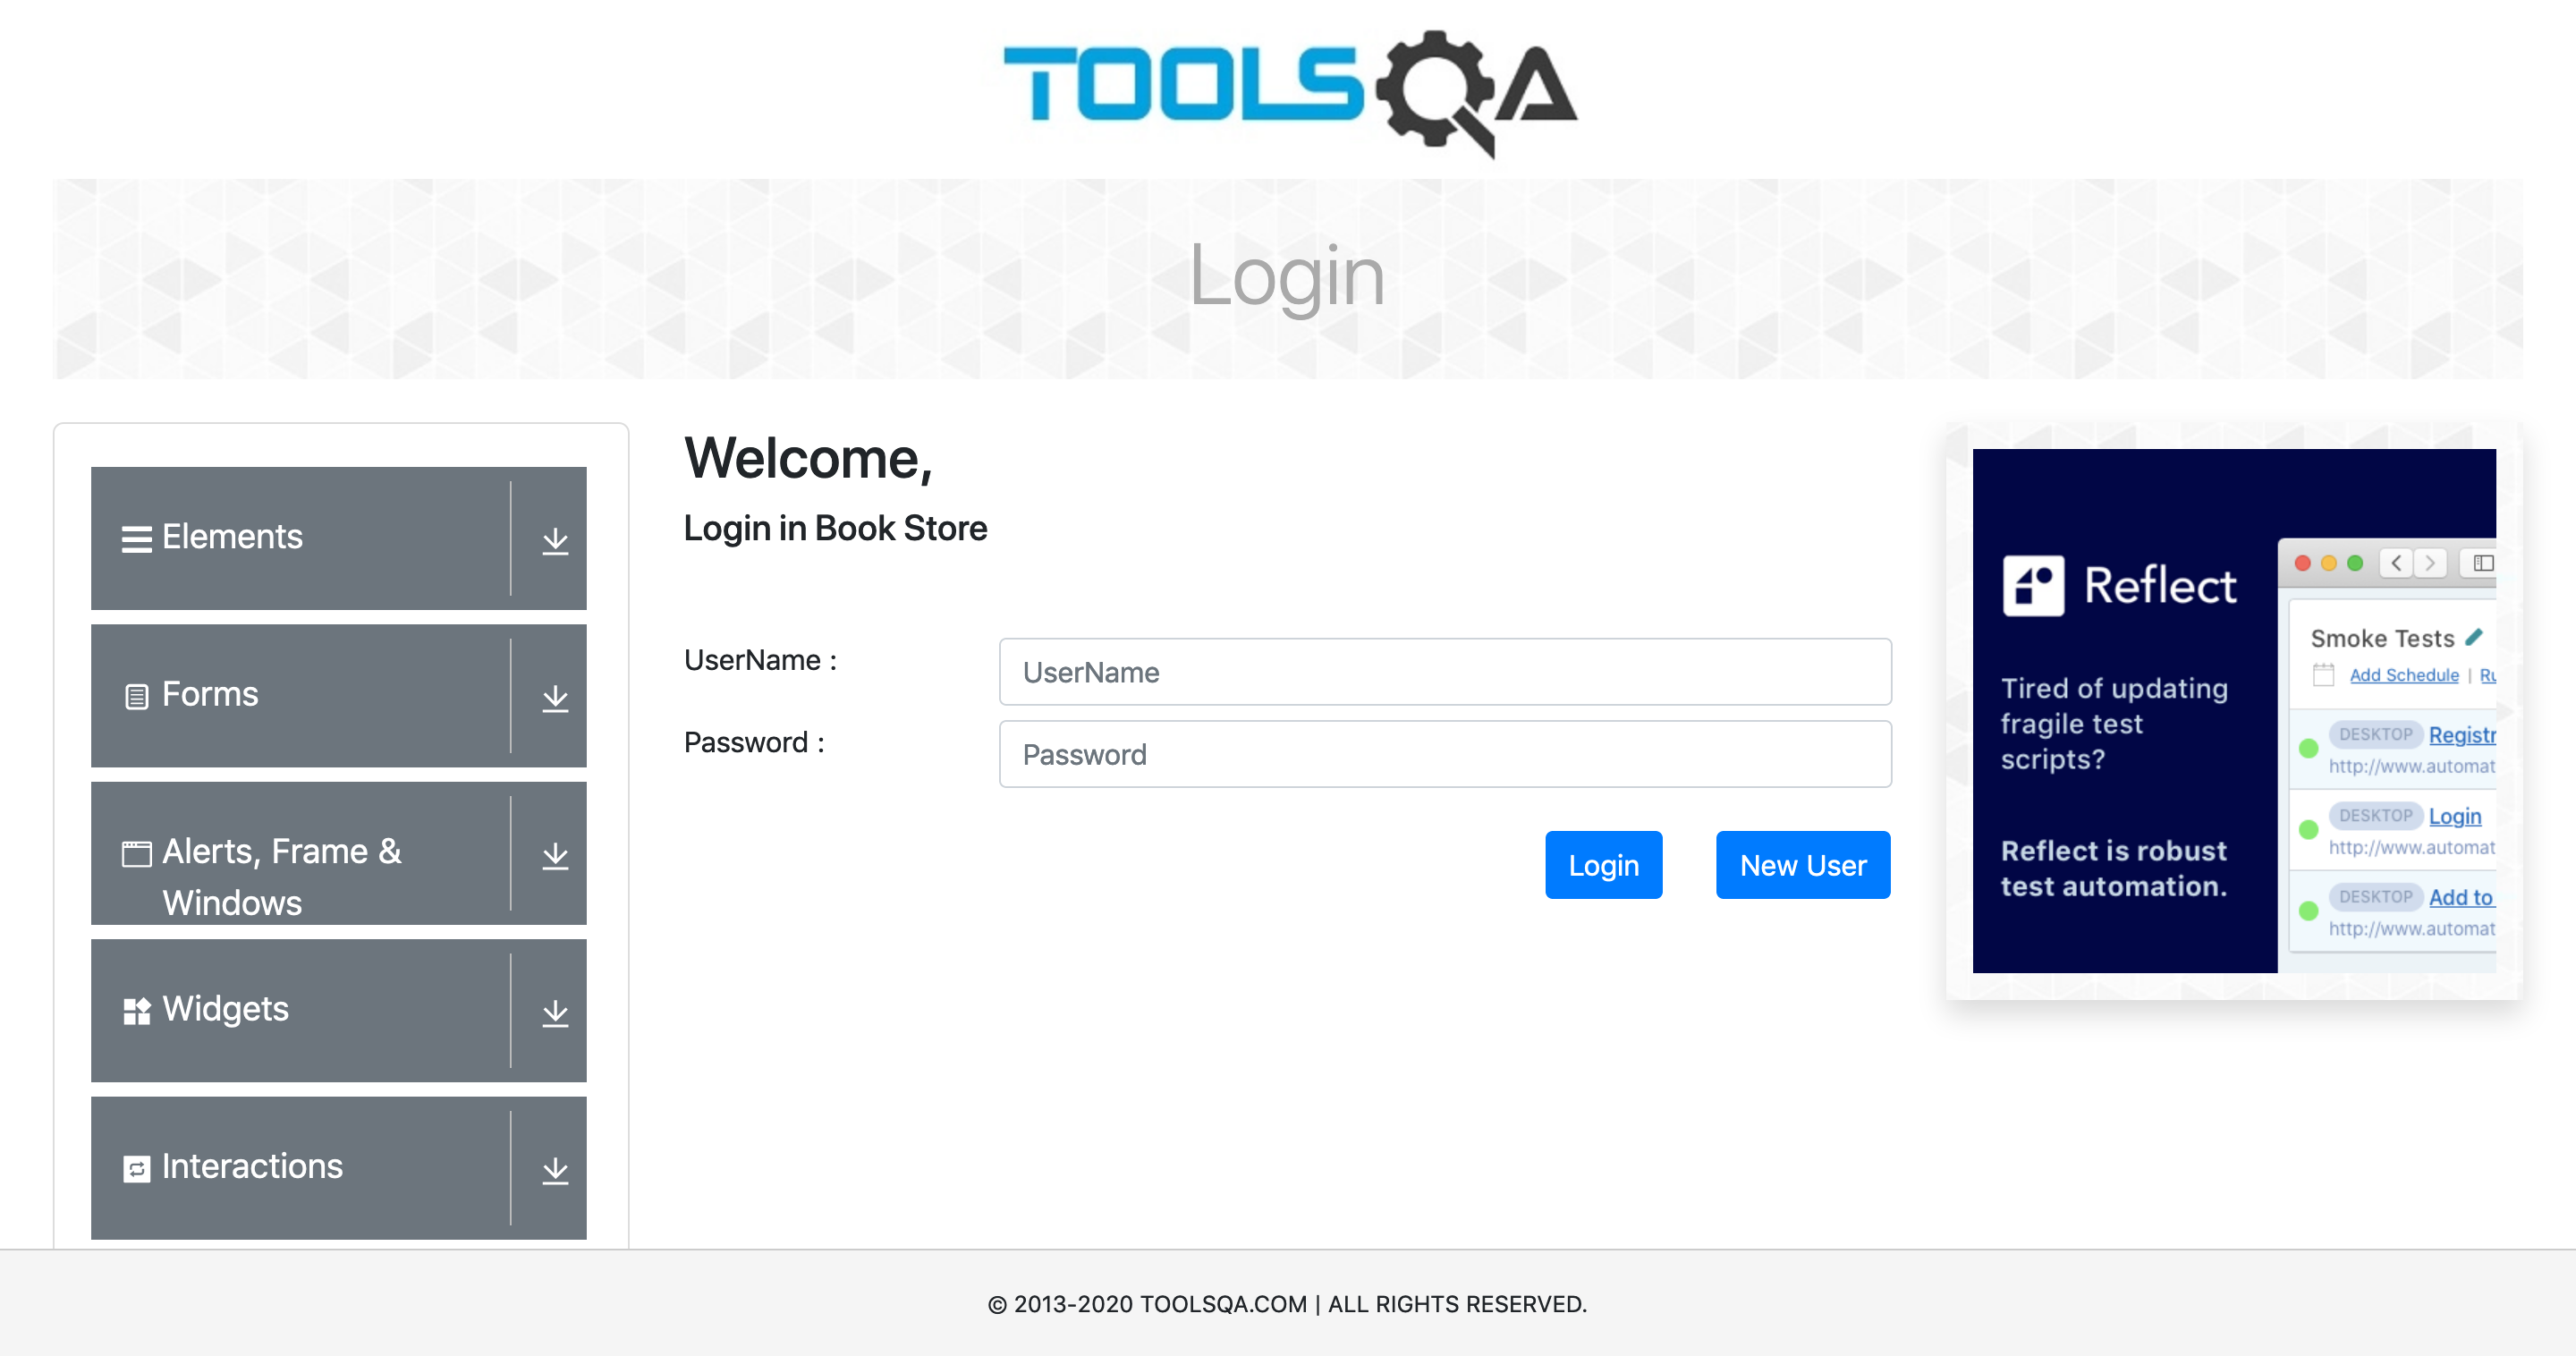 TOOLSQA
Login
Elements
Forms
Alerts, Frame &
Windows
Widgets
Interactions
Welcome,
Login in Book Store
UserName :
UserName
Password :
Password
Login
New User
Reflect
Tired of updating
fragile test
scripts?
Reflect is robust
test automation.
Smoke Tests
Add Schedule | Ru
DESKTOP Registr
http://www.automat
DESKTOP Login
http://www.automat
DESKTOP Add to
http://www.automat
© 2013-2020 TOOLSQA.COM | ALL RIGHTS RESERVED.